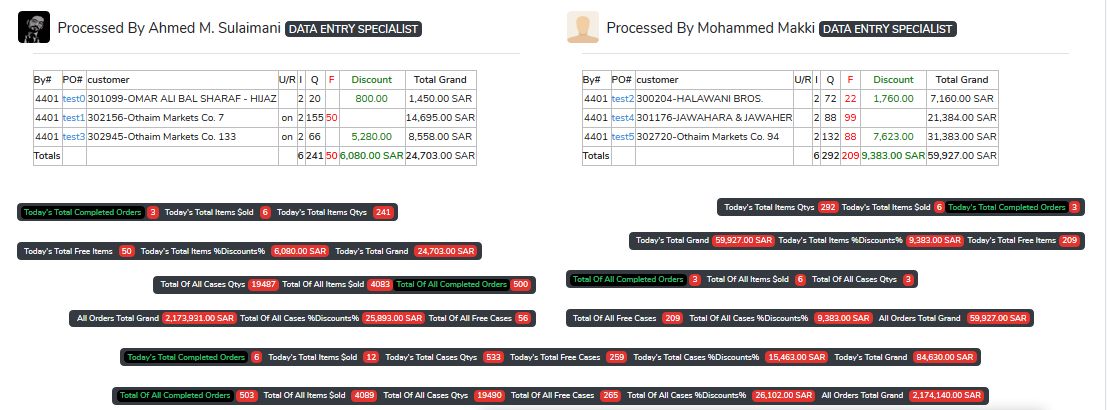 Processed By Ahmed M. Sulaimani DATA ENTRY SPECIALIST
By# PO# customer U/R I Q F Discount Total Grand
4401 test0 301099-OMAR ALI BAL SHARAF - HIJAZ 2 20 800.00 1,450.00 SAR
4401 test1 302156-Othaim Markets Co. 7 on 2 155 50 14,695.00 SAR
4401 test3 302945-Othaim Markets Co. 133 on 2 66 5,280.00 8,558.00 SAR
Totals 6 241 50 6,080.00 SAR 24,703.00 SAR
Today's Total Completed Orders 3 Today's Total Items $old 6 Today's Total Items Qtys 241
Today's Total Free Items 50 Today's Total Items %Discounts% 6,080.00 SAR Today's Total Grand 24,703.00 SAR
Total Of All Cases Qtys 19487 Total Of All Items $old 4083 Total Of All Completed Orders 500
All Orders Total Grand 2,173,931.00 SAR Total Of All Cases %Discounts% 25,893.00 SAR Total Of All Free Cases 56
Processed By Mohammed Makki DATA ENTRY SPECIALIST
By# PO# customer U/R I Q F Discount Total Grand
4401 test2 300204-HALAWANI BROS. 2 72 22 1,760.00 7,160.00 SAR
4401 test4 301176-JAWAHARA & JAWAHER 2 88 99 21,384.00 SAR
4401 test5 302720-Othaim Markets Co. 94 2 132 88 7,623.00 31,383.00 SAR
Totals 6 292 209 9,383.00 SAR 59,927.00 SAR
Today's Total Items Qtys 292 Today's Total Items $old 6 Today's Total Completed Orders 3
Today's Total Grand 59,927.00 SAR Today's Total Items %Discounts% 9,383.00 SAR Today's Total Free Items 209
Total Of All Completed Orders 3 Total Of All Items $old 6 Total Of All Cases Qtys 3
Total Of All Free Cases 209 Total Of All Cases %Discounts% 9,383.00 SAR All Orders Total Grand 59,927.00 SAR
Today's Total Completed Orders 6 Today's Total Items $old 12 Today's Total Cases Qtys 533 Today's Total Free Cases 259 Today's Total Cases %Discounts% 15,463.00 SAR Today's Total Grand 84,630.00 SAR
Total Of All Completed Orders 503 Total Of All Items $old 4089 Total Of All Cases Qtys 19490 Total Of All Free Cases 265 Total Of All Cases %Discounts% 26,102.00 SAR All Orders Total Grand 2,174,140.00 SAR